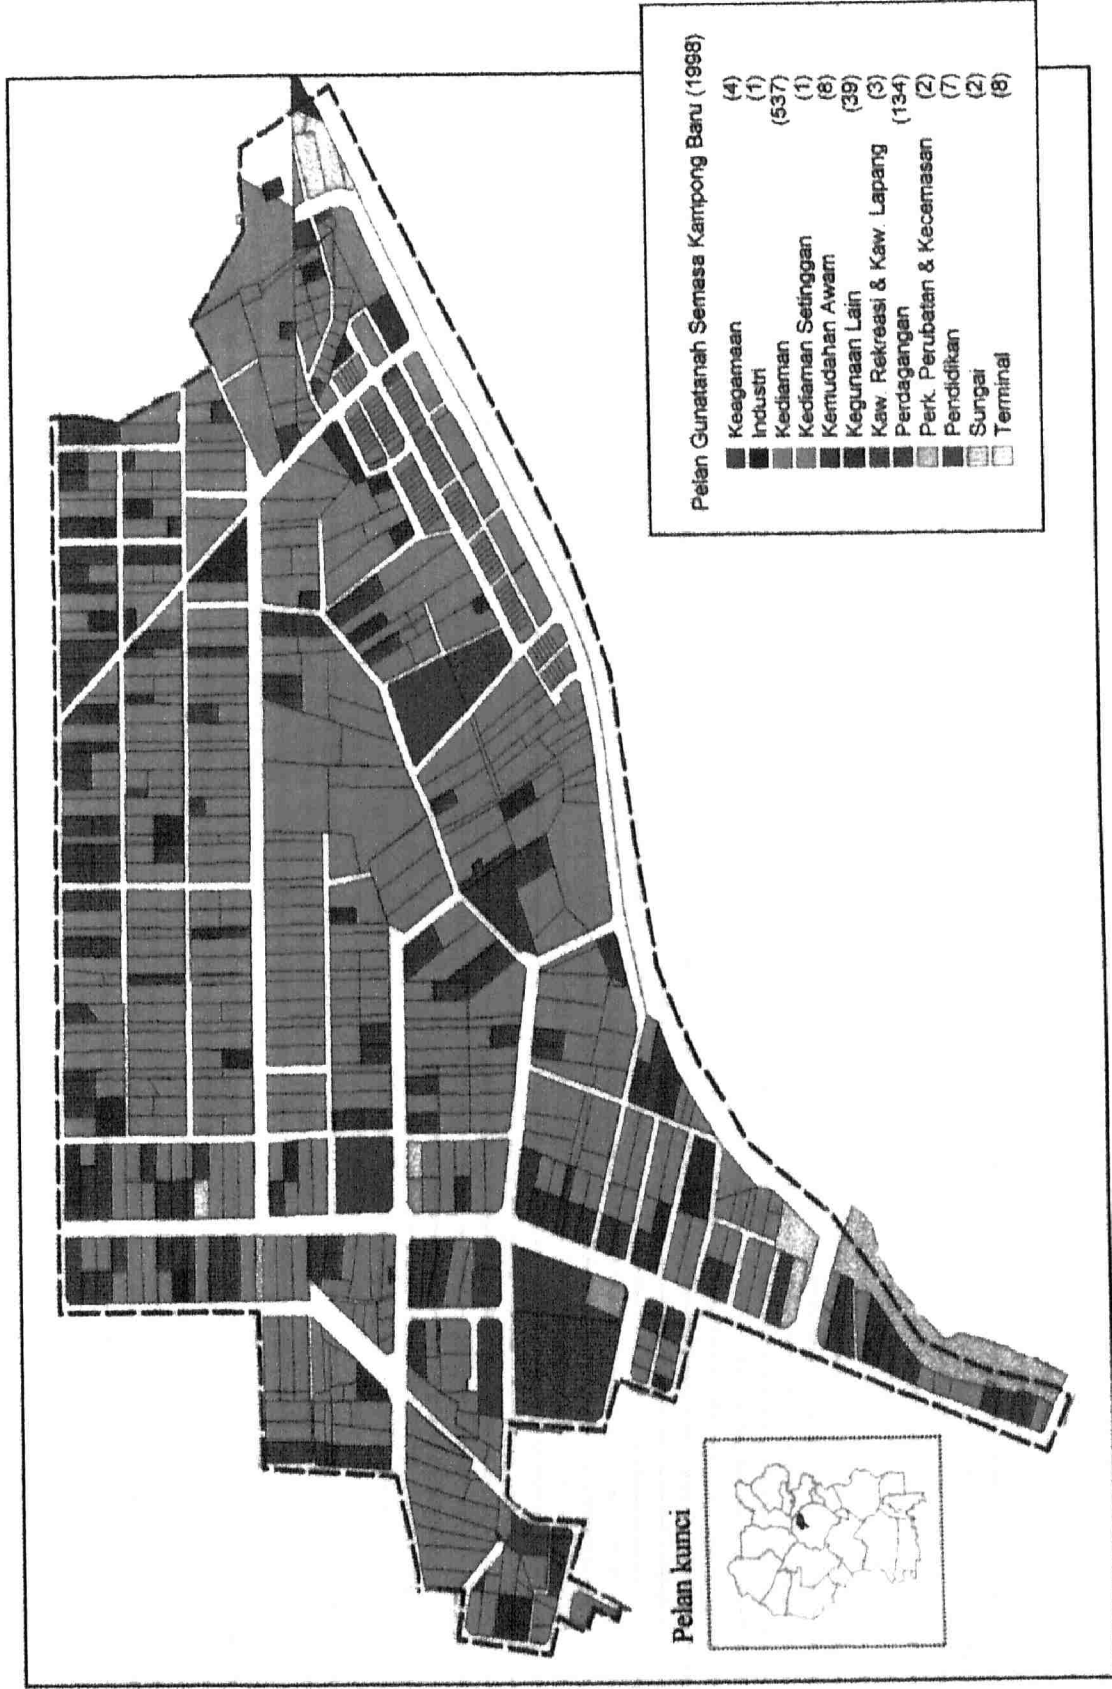 Pelan Gunatanah Semasa Kampong Baru (1998)
Keagamaan (4)
Industri (1)
Kediaman (537)
Kediaman Setinggan (1)
Kemudahan Awam (8)
Kegunaan Lain (39)
Kaw. Rekreasi & Kaw. Lapang (3)
Perdagangan (134)
Perk. Perubatan & Kecemasan (2)
Pendidikan (7)
Sungai (2)
Terminal (8)
Pelan kunci